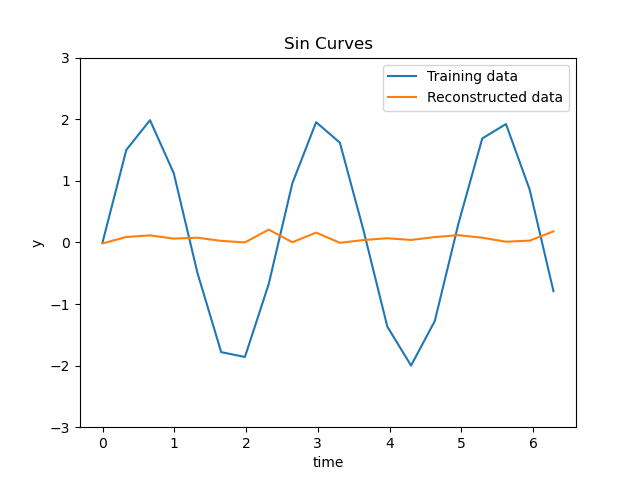 Sin Curves
Training data
Reconstructed data
3
2
1
0
−1
−2
−3
y
0 1 2 3 4 5 6
time